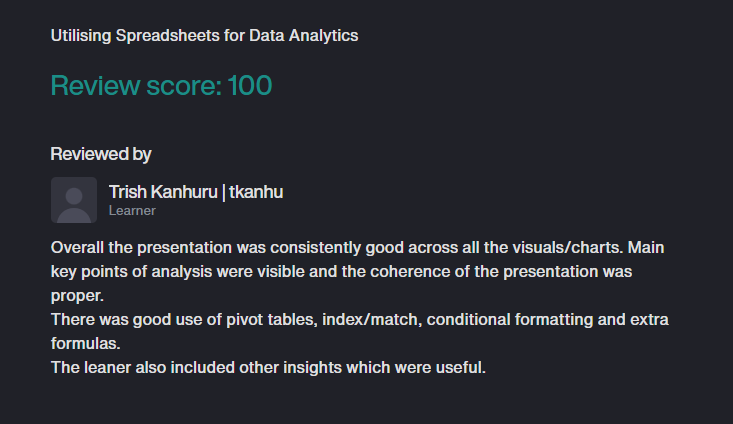 Utilising Spreadsheets for Data Analytics
Review score: 100
Reviewed by
Trish Kanhuru | tkanhu
Learner
Overall the presentation was consistently good across all the visuals/charts. Main
key points of analysis were visible and the coherence of the presentation was
proper.
There was good use of pivot tables, index/match, conditional formatting and extra
formulas.
The leaner also included other insights which were useful.